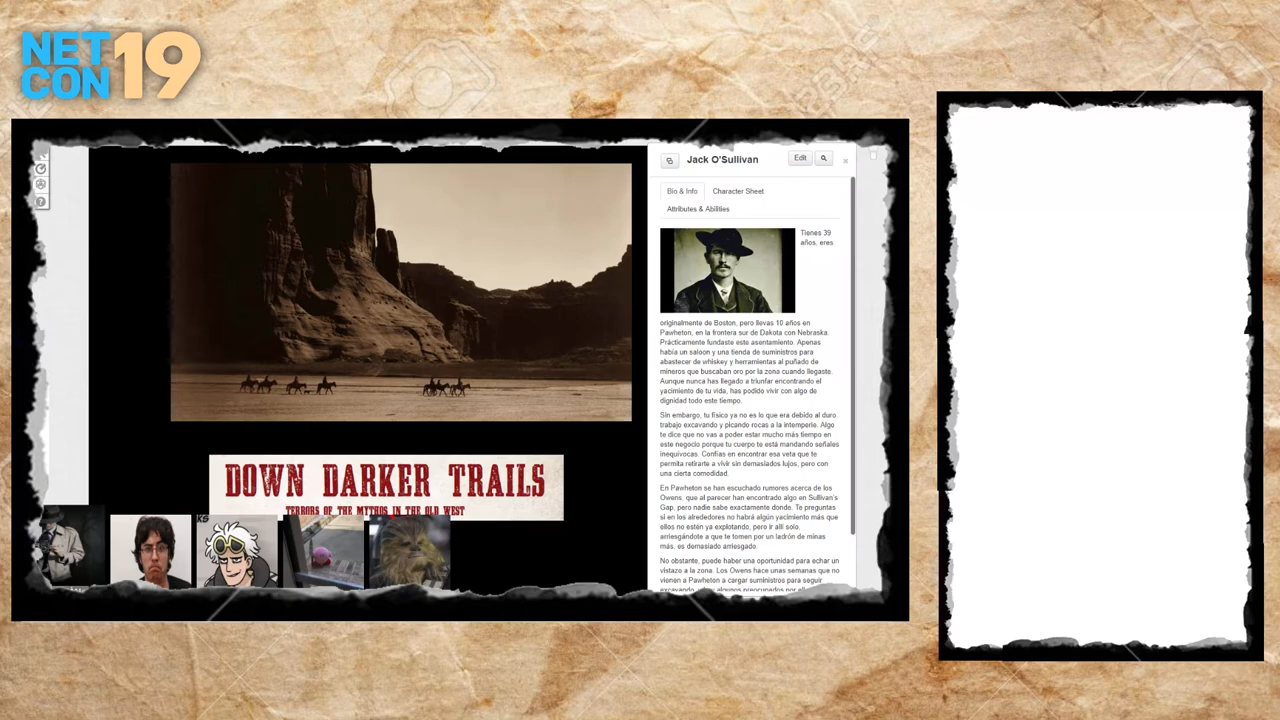 NET
CON 19
Jack O'Sullivan
Edit
Bio & Info
Character Sheet
Attributes & Abilities
Tienes 39
años, eres
originalmente de Boston, pero llevas 10 años en
Pawheton, en la frontera sur de Dakota con Nebraska.
Prácticamente fundaste este asentamiento. Apenas
había un saloon y una tienda de suministros para
abastecer de whiskey y herramientas al puñado de
mineros que buscaban oro por la zona cuando llegaste.
Aunque nunca has llegado a triunfar encontrando el
yacimiento de tu vida, has podido vivir con algo de
dignidad todo este tiempo.
Sin embargo, tu físico ya no es lo que era debido al duro
trabajo excavando y picando rocas a la intemperie. Algo
te dice que no vas a poder estar mucho más tiempo en
este negocio porque tu cuerpo te está mandando señales
inequívocas. Confías en encontrar esa veta que te
permita retirarte a vivir sin demasiados lujos, pero con
una cierta comodidad.
En Pawheton se han escuchado rumores acerca de los
Owens, que al parecer han encontrado algo en Sullivan's
Gap, pero nadie sabe exactamente donde. Te preguntas
si en los alrededores no habrá algún yacimiento más que
ellos no estén ya explotando, pero ir allí solo,
arriesgándote a que te tomen por un ladrón de minas
más, es demasiado arriesgado.
No obstante, puede haber una oportunidad para echar un
vistazo a la zona. Los Owens hace unas semanas que no
vienen a Pawheton a cargar suministros para seguir
DOWN DARKER TRAILS
TERRORS OF THE MYTHOS IN THE OLD WEST
KS